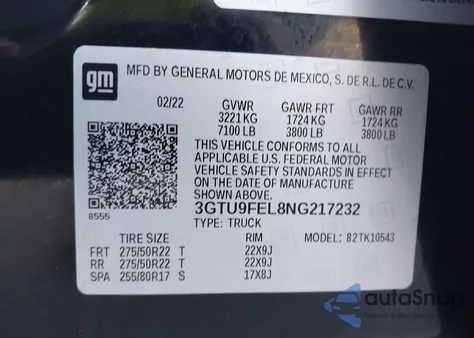 gm
MFD BY GENERAL MOTORS DE MEXICO, S. DE R.L. DE C.V.
02/22 GVWR GAWR FRT GAWR RR
3221 KG 1724 KG 1724 KG
7100 LB 3800 LB 3800 LB
THIS VEHICLE CONFORMS TO ALL
APPLICABLE U.S. FEDERAL MOTOR
VEHICLE SAFETY STANDARDS IN EFFECT
ON THE DATE OF MANUFACTURE SHOWN ABOVE.
8555 3GTU9FEL8NG217232
TYPE: TRUCK MODEL: 82TK10543
TIRE SIZE RIM
FRT 275/50R22 T 22X9J
RR 275/50R22 T 22X9J
SPA 255/80R17 S 17X8J
autoSnap